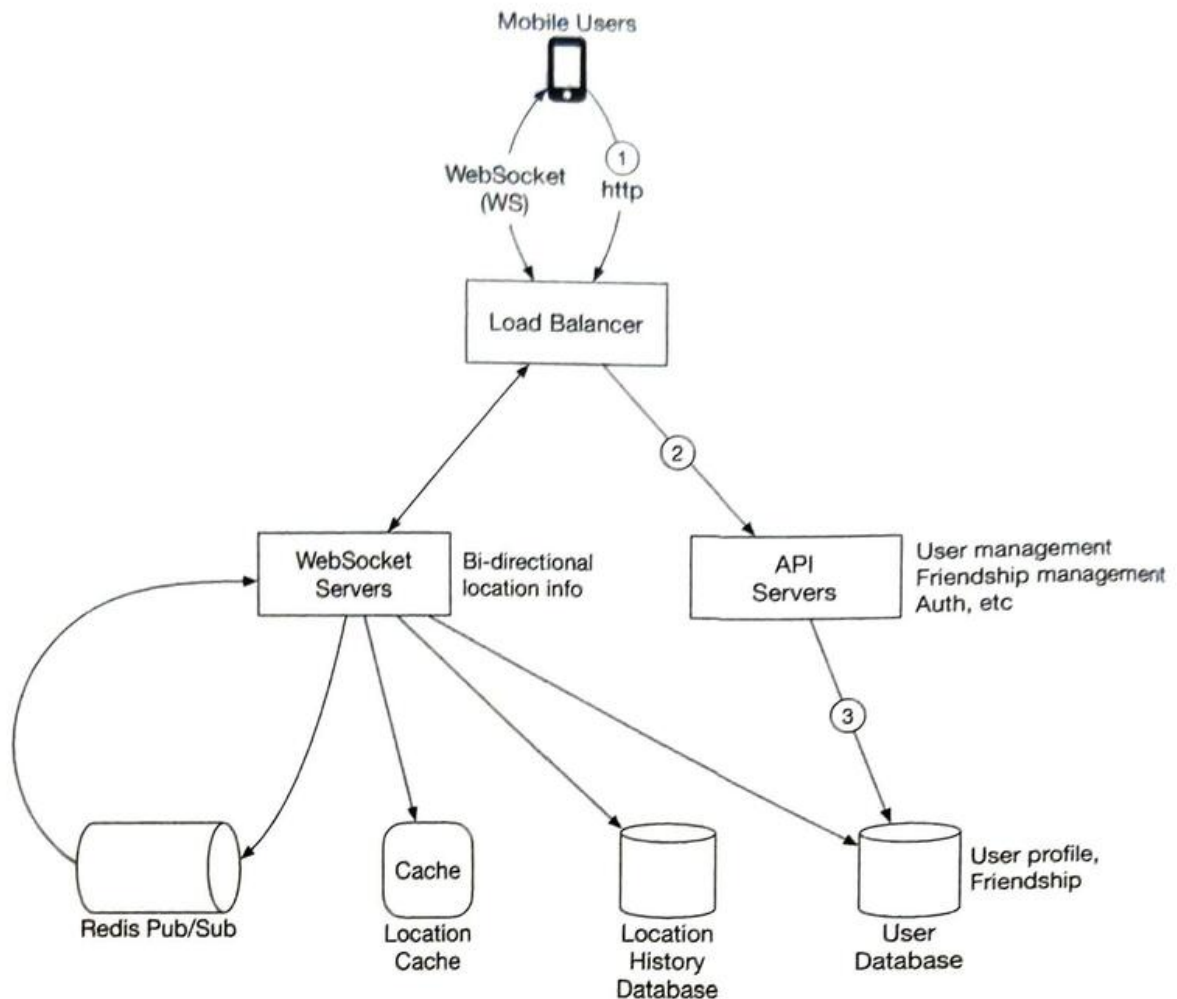 Mobile Users
WebSocket
(WS)
1
http
Load Balancer
2
WebSocket
Servers
Bi-directional
location info
API
Servers
User management
Friendship management
Auth, etc
3
Cache
User profile,
Friendship
Redis Pub/Sub
Location
Cache
Location
History
Database
User
Database